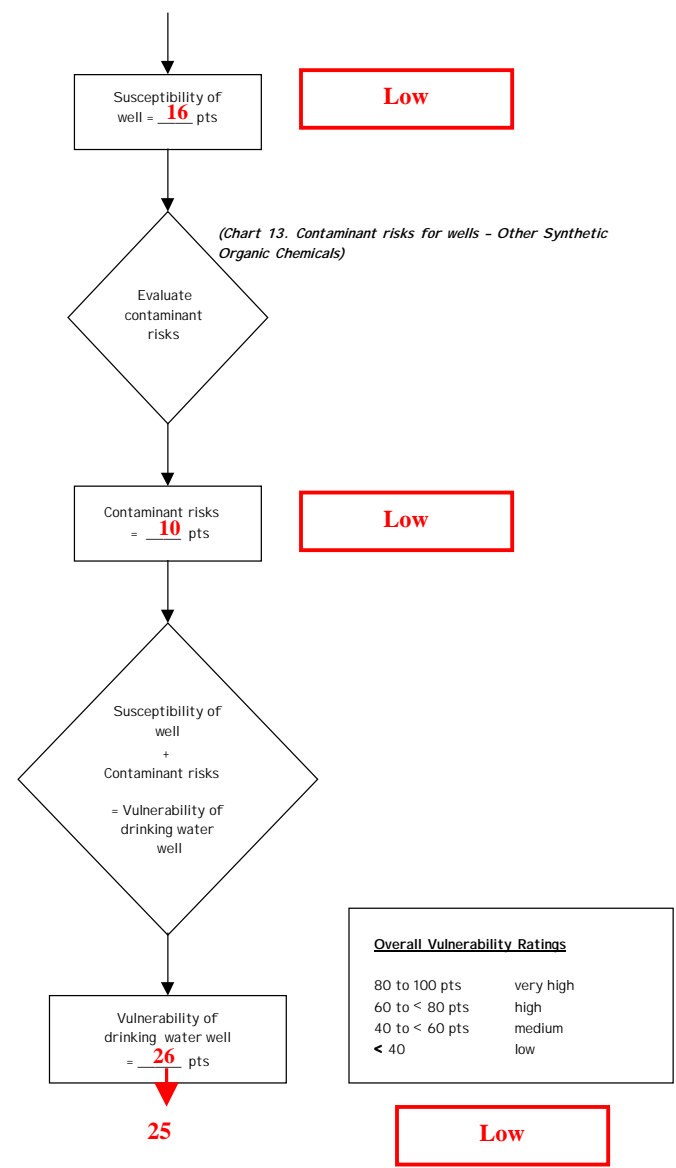 Susceptibility of
well = 16 pts
Low
(Chart 13. Contaminant risks for wells – Other Synthetic
Organic Chemicals)
Evaluate
contaminant
risks
Contaminant risks
= 10 pts
Low
Susceptibility of
well
+
Contaminant risks
= Vulnerability of
drinking water
well
Vulnerability of
drinking water well
= 26 pts
25
Overall Vulnerability Ratings
80 to 100 pts very high
60 to < 80 pts high
40 to < 60 pts medium
< 40 low
Low